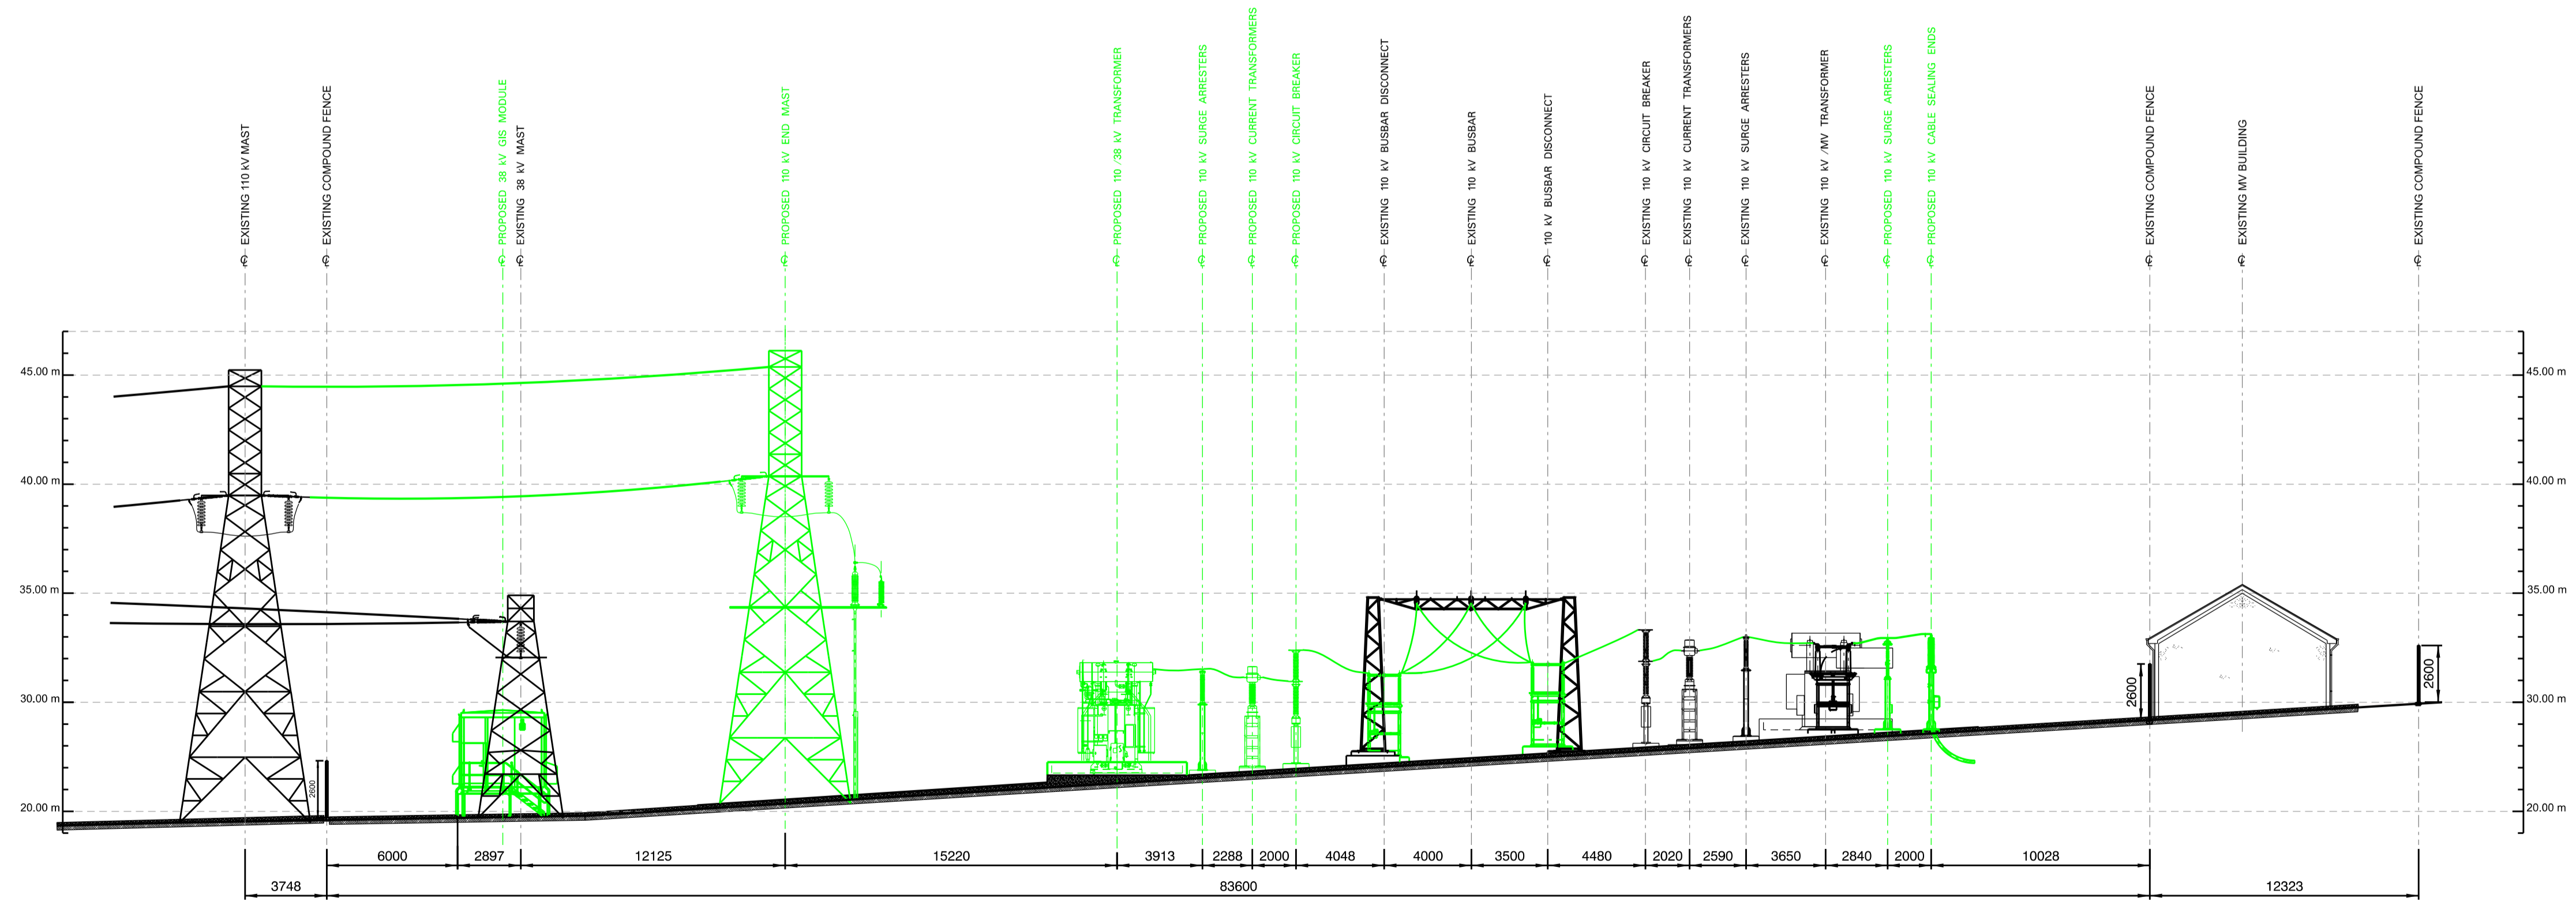 EXISTING 110 kV MAST
EXISTING COMPOUND FENCE
PROPOSED 38 kV GIS MODULE
EXISTING 38 kV MAST
PROPOSED 110 kV END MAST
PROPOSED 110 /38 kV TRANSFORMER
PROPOSED 110 kV SURGE ARRESTERS
PROPOSED 110 kV CURRENT TRANSFORMERS
PROPOSED 110 kV CIRCUIT BREAKER
EXISTING 110 kV BUSBAR DISCONNECT
EXISTING 110 kV BUSBAR
110 kV BUSBAR DISCONNECT
EXISTING 110 kV CIRCUIT BREAKER
EXISTING 110 kV CURRENT TRANSFORMERS
EXISTING 110 kV SURGE ARRESTERS
EXISTING 110 kV /MV TRANSFORMER
PROPOSED 110 kV SURGE ARRESTERS
PROPOSED 110 kV CABLE SEALING ENDS
EXISTING COMPOUND FENCE
EXISTING MV BUILDING
EXISTING COMPOUND FENCE
45.00 m
45.00 m
40.00 m
40.00 m
35.00 m
35.00 m
30.00 m
30.00 m
20.00 m
20.00 m
2600
2600
2600
6000
2897
12125
15220
3913
2288
2000
4048
4000
3500
4480
2020
2590
3650
2840
2000
10028
3748
83600
12323